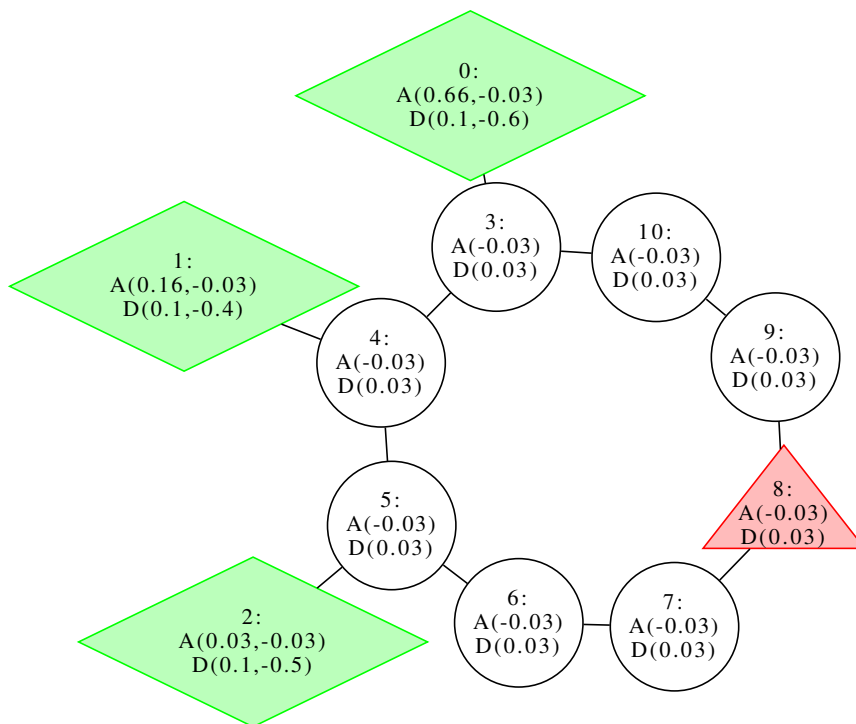 0:
A(0.66,-0.03)
D(0.1,-0.6)
3:
A(-0.03)
D(0.03)
10:
A(-0.03)
D(0.03)
1:
A(0.16,-0.03)
D(0.1,-0.4)
4:
A(-0.03)
D(0.03)
9:
A(-0.03)
D(0.03)
5:
A(-0.03)
D(0.03)
8:
A(-0.03)
D(0.03)
2:
A(0.03,-0.03)
D(0.1,-0.5)
6:
A(-0.03)
D(0.03)
7:
A(-0.03)
D(0.03)